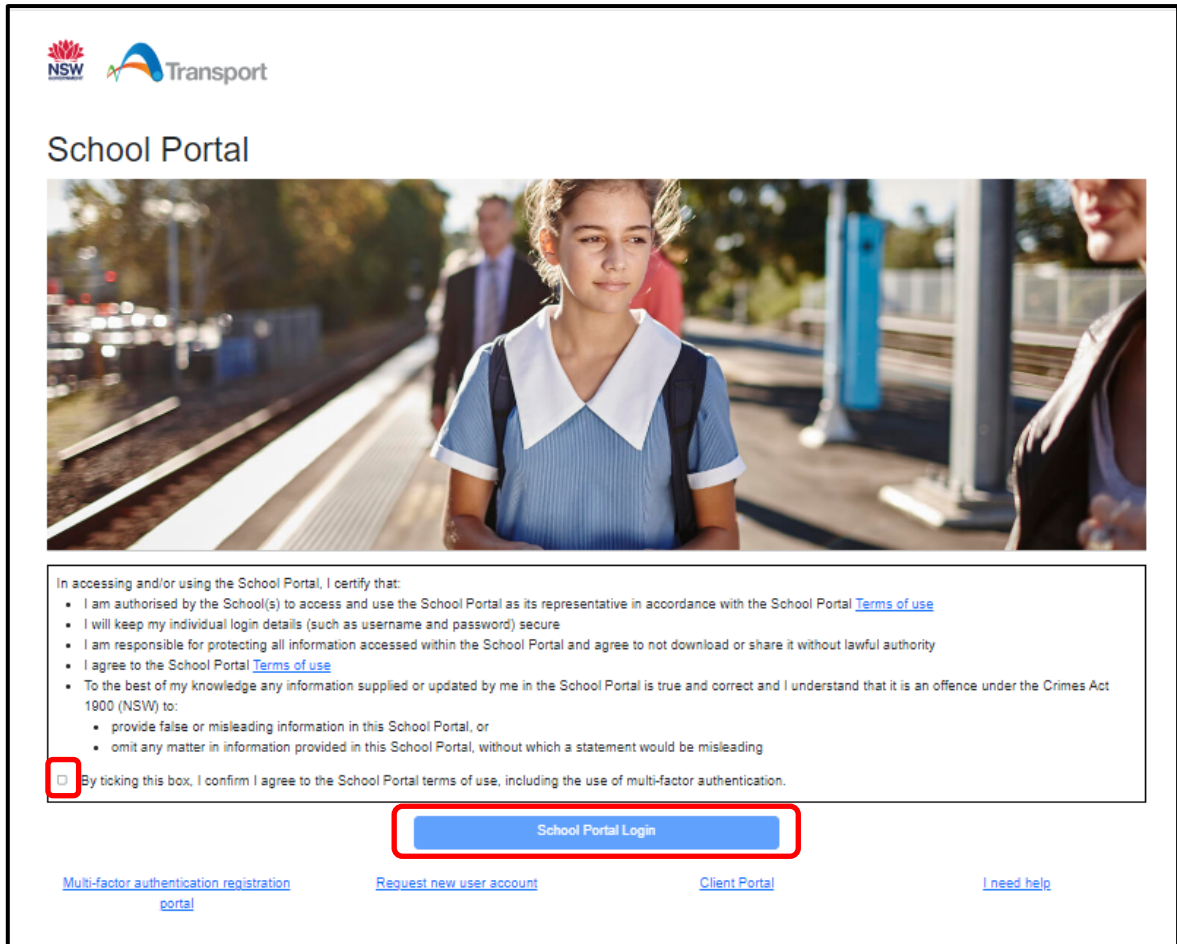 NSW
GOVERNMENT
Transport
School Portal
In accessing and/or using the School Portal, I certify that:
• I am authorised by the School(s) to access and use the School Portal as its representative in accordance with the School Portal Terms of use
• I will keep my individual login details (such as username and password) secure
• I am responsible for protecting all information accessed within the School Portal and agree to not download or share it without lawful authority
• I agree to the School Portal Terms of use
• To the best of my knowledge any information supplied or updated by me in the School Portal is true and correct and I understand that it is an offence under the Crimes Act
1900 (NSW) to:
• provide false or misleading information in this School Portal, or
• omit any matter in information provided in this School Portal, without which a statement would be misleading
By ticking this box, I confirm I agree to the School Portal terms of use, including the use of multi-factor authentication.
School Portal Login
Multi-factor authentication registration
portal
Request new user account
Client Portal
I need help